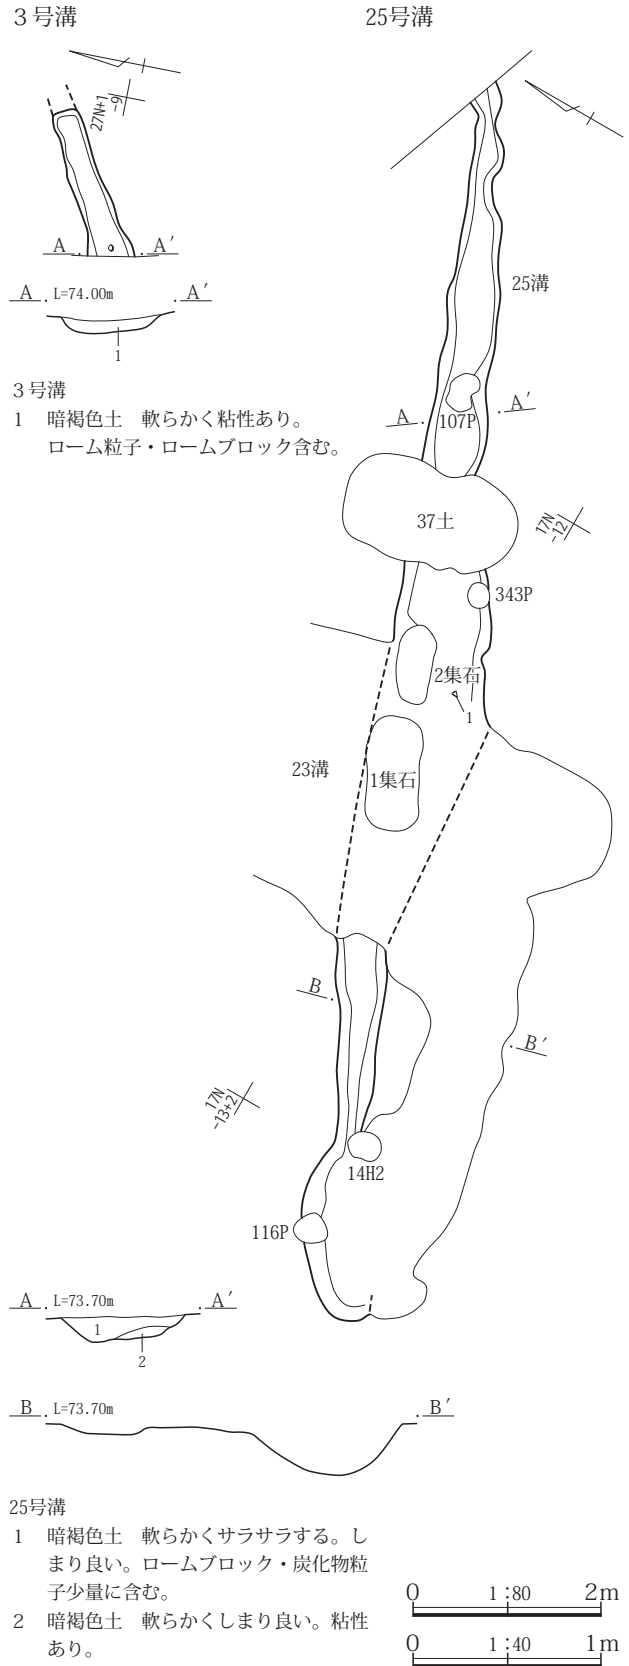 ３号溝
25号溝
27N+1
-9
A A′
A L=74.00m A′
1
３号溝
1　暗褐色土　軟らかく粘性あり。
ローム粒子・ロームブロック含む。
25溝
A A′
107P
37土
17N
-12
343P
2集石
1
23溝
1集石
B
B′
17N
-13+2
14H2
116P
A L=73.70m A′
1
2
B L=73.70m B′
25号溝
1　暗褐色土　軟らかくサラサラする。し
まり良い。ロームブロック・炭化物粒
子少量に含む。
2　暗褐色土　軟らかくしまり良い。粘性
あり。
0 1:80 2m
0 1:40 1m